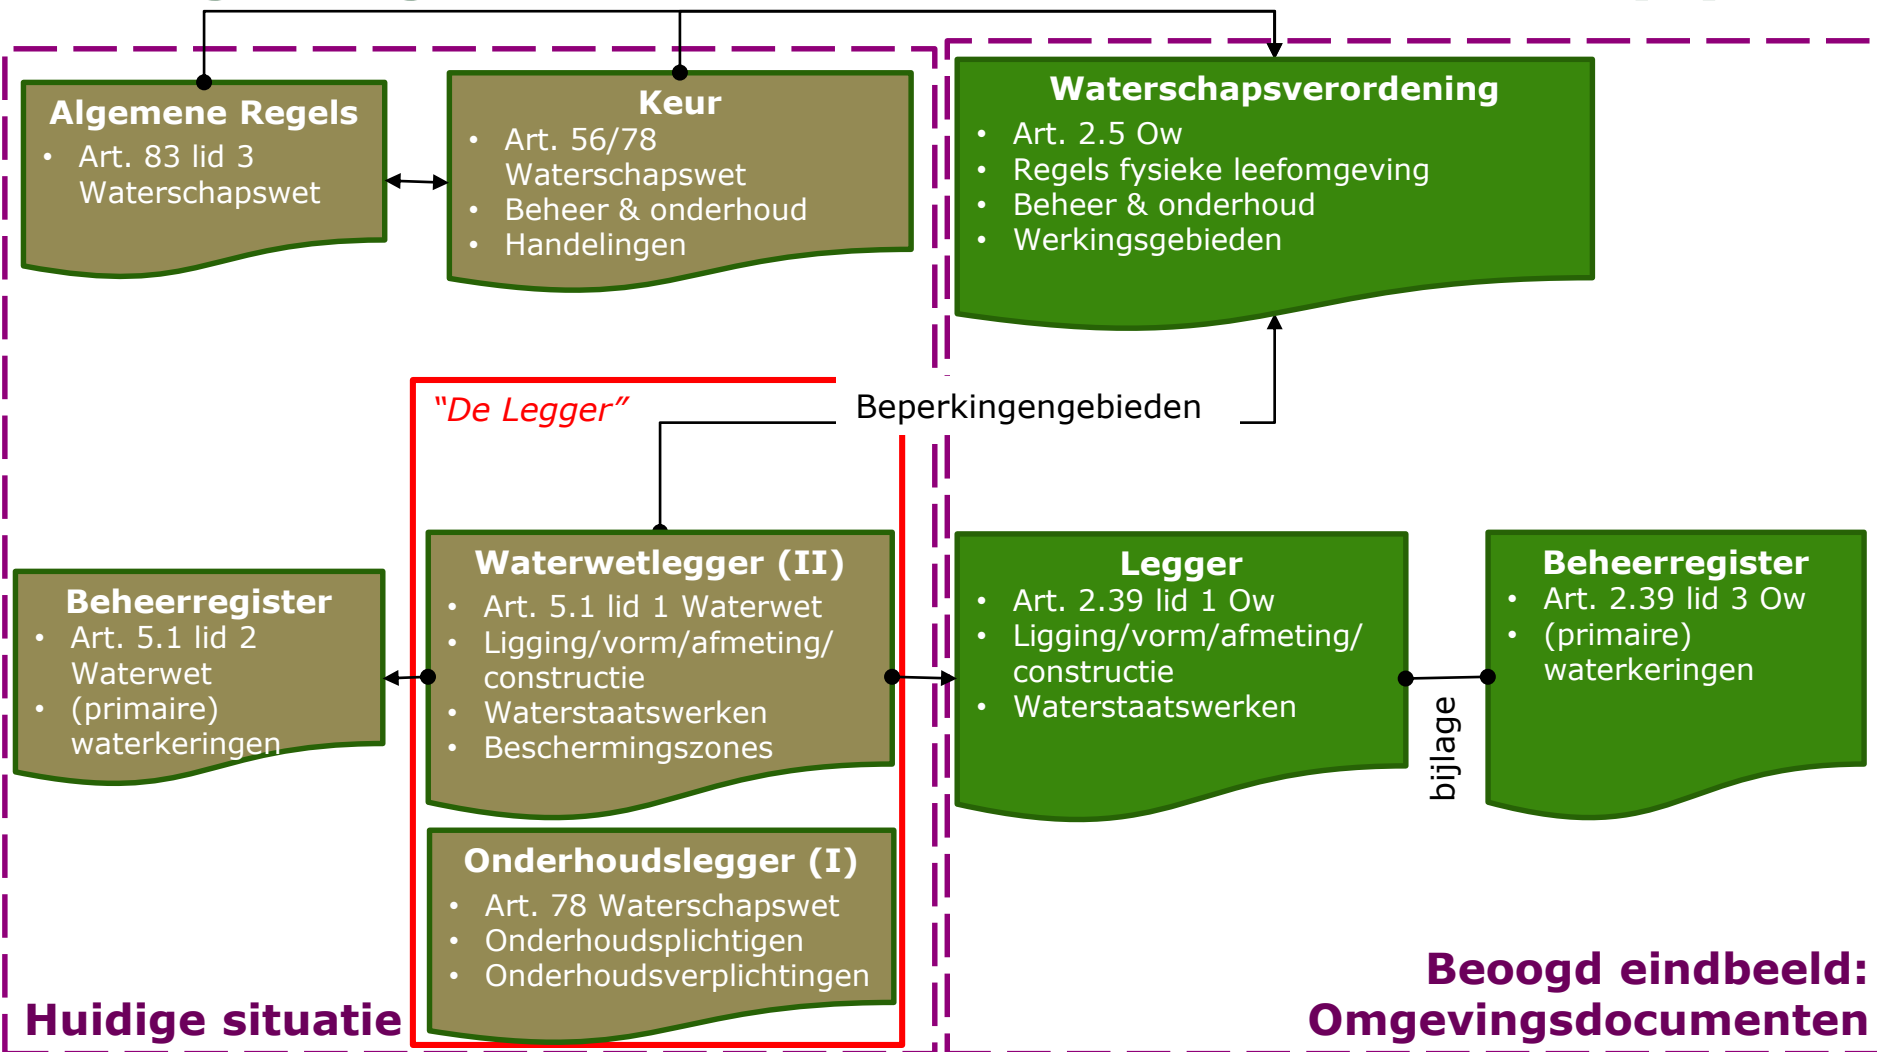 Algemene Regels
• Art. 83 lid 3
Waterschapswet
Keur
• Art. 56/78
Waterschapswet
• Beheer & onderhoud
• Handelingen
Waterschapsverordening
• Art. 2.5 Ow
• Regels fysieke leefomgeving
• Beheer & onderhoud
• Werkingsgebieden
“De Legger”
Beperkingengebieden
Beheerregister
• Art. 5.1 lid 2
Waterwet
• (primaire)
waterkeringen
Waterwetlegger (II)
• Art. 5.1 lid 1 Waterwet
• Ligging/vorm/afmeting/
constructie
• Waterstaatswerken
• Beschermingszones
Legger
• Art. 2.39 lid 1 Ow
• Ligging/vorm/afmeting/
constructie
• Waterstaatswerken
bijlage
Beheerregister
• Art. 2.39 lid 3 Ow
• (primaire)
waterkeringen
Onderhoudslegger (I)
• Art. 78 Waterschapswet
• Onderhoudsplichtigen
• Onderhoudsverplichtingen
Huidige situatie
Beoogd eindbeeld:
Omgevingsdocumenten